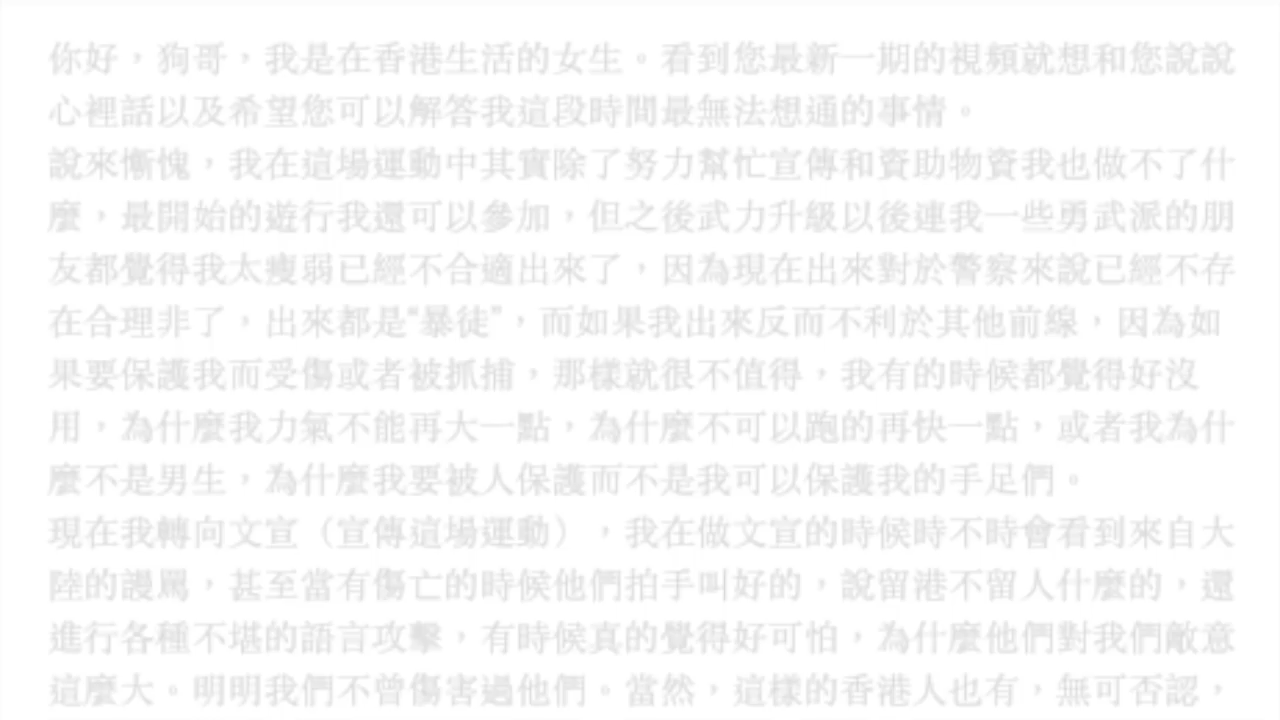 你好，狗哥，我是在香港生活的女生。看到您最新一期的視頻就想和您說說
心裡話以及希望您可以解答我這段時間最無法想通的事情。
說來慚愧，我在這場運動中其實除了努力幫忙宣傳和資助物資我也做不了什
麼，最開始的遊行我還可以參加，但之後武力升級以後連我一些勇武派的朋
友都覺得我太瘦弱已經不合適出來了，因為現在出來對於警察來說已經不存
在合理非了，出來都是“暴徒”，而如果我出來反而不利於其他前線，因為如
果要保護我而受傷或者被抓捕，那樣就很不值得，我有的時候都覺得好沒
用，為什麼我力氣不能再大一點，為什麼不可以跑的再快一點，或者我為什
麼不是男生，為什麼我要被人保護而不是我可以保護我的手足們。
現在我轉向文宣（宣傳這場運動），我在做文宣的時候時不時會看到來自大
陸的謾罵，甚至當有傷亡的時候他們拍手叫好的，說留港不留人什麼的，還
進行各種不堪的語言攻擊，有時候真的覺得好可怕，為什麼他們對我們敵意
這麼大。明明我們不曾傷害過他們。當然，這樣的香港人也有，無可否認，